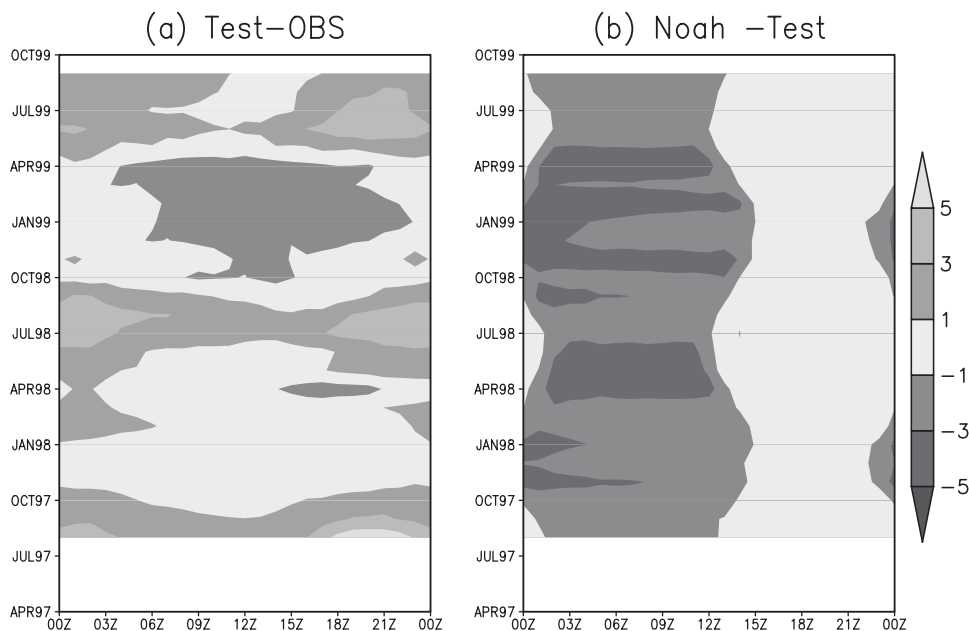 (a) Test-OBS
OCT99
JUL99
APR99
JAN99
OCT98
JUL98
APR98
JAN98
OCT97
JUL97
APR97
00Z 03Z 06Z 09Z 12Z 15Z 18Z 21Z 00Z
(b) Noah -Test
OCT99
JUL99
APR99
JAN99
OCT98
JUL98
APR98
JAN98
OCT97
JUL97
APR97
00Z 03Z 06Z 09Z 12Z 15Z 18Z 21Z 00Z
5
3
1
-1
-3
-5